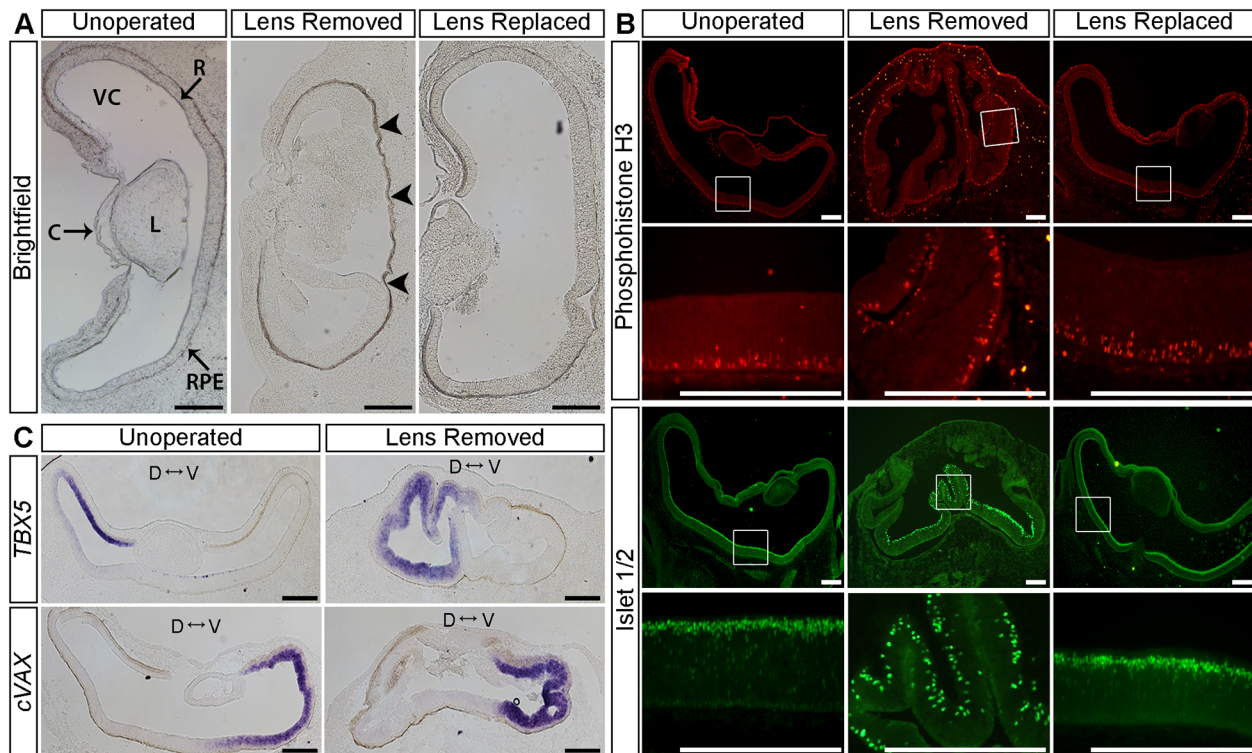 A
Unoperated
Lens Removed
Lens Replaced
Brightfield
R
VC
C
L
RPE
B
Unoperated
Lens Removed
Lens Replaced
Phosphohistone H3
Islet 1/2
C
Unoperated
Lens Removed
TBX5
D ↔ V
D ↔ V
cVAX
D ↔ V
D ↔ V